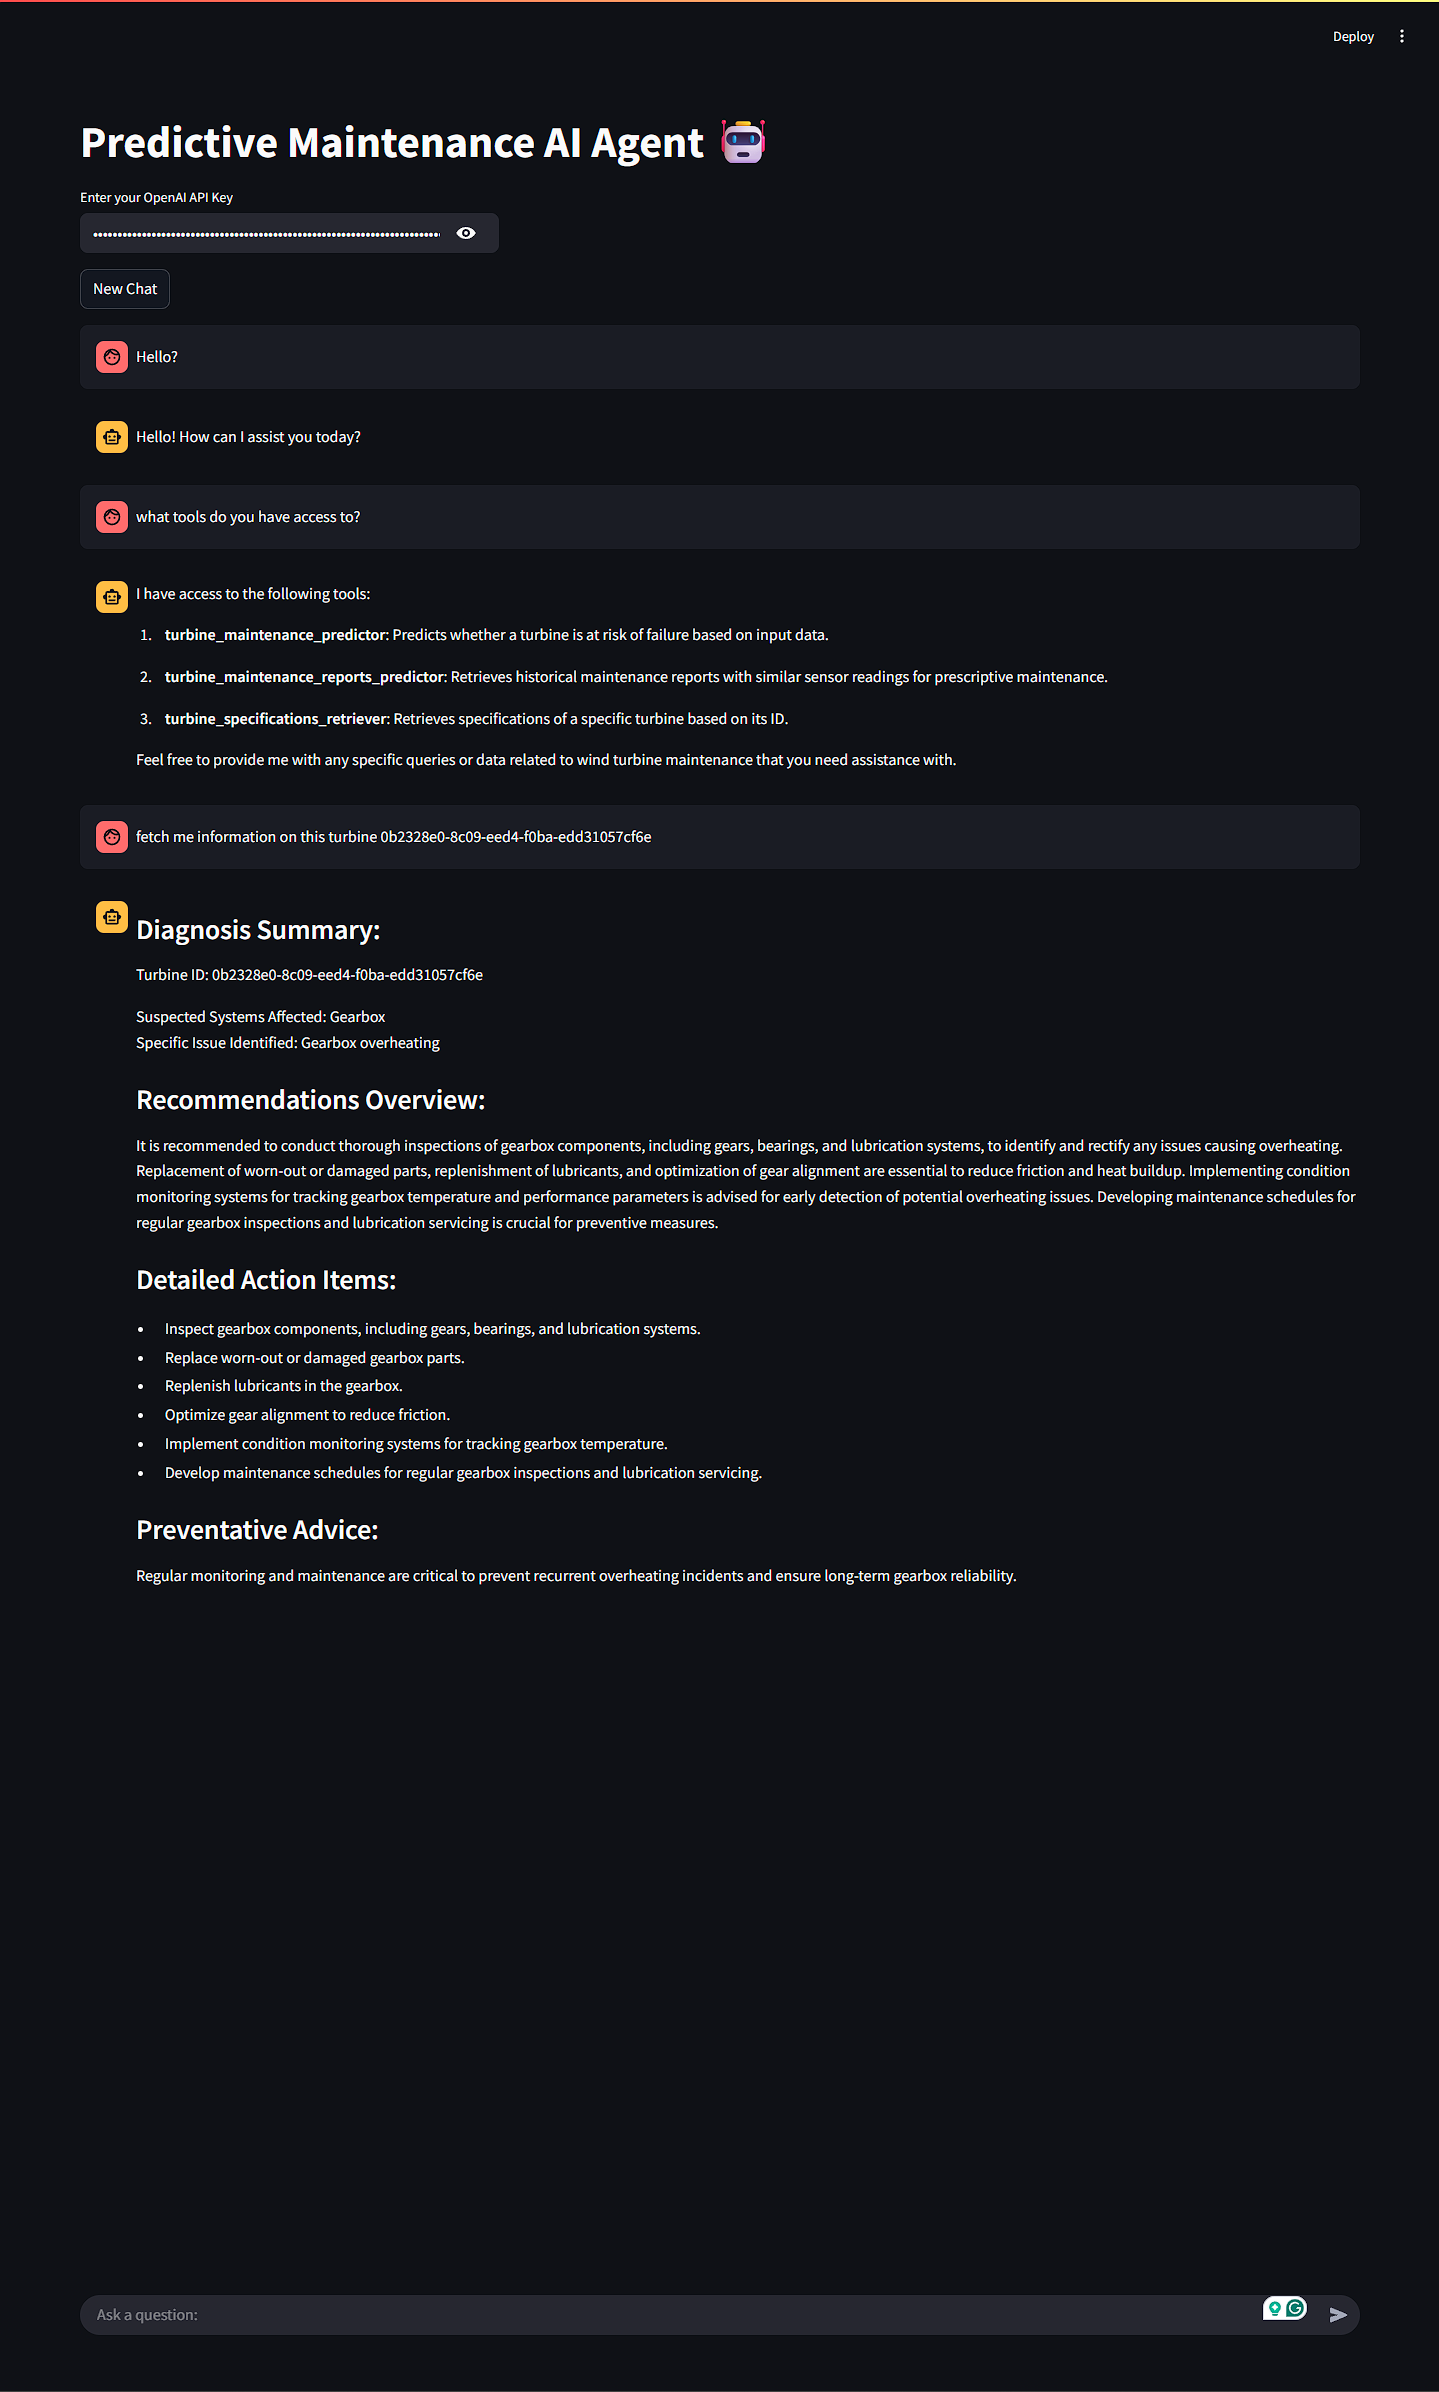 Deploy
Predictive Maintenance AI Agent
Enter your OpenAI API Key
New Chat
Hello?
Hello! How can I assist you today?
what tools do you have access to?
I have access to the following tools:
1. turbine_maintenance_predictor: Predicts whether a turbine is at risk of failure based on input data.
2. turbine_maintenance_reports_predictor: Retrieves historical maintenance reports with similar sensor readings for prescriptive maintenance.
3. turbine_specifications_retriever: Retrieves specifications of a specific turbine based on its ID.
Feel free to provide me with any specific queries or data related to wind turbine maintenance that you need assistance with.
fetch me information on this turbine 0b2328e0-8c09-eed4-f0ba-edd31057cf6e
Diagnosis Summary:
Turbine ID: 0b2328e0-8c09-eed4-f0ba-edd31057cf6e
Suspected Systems Affected: Gearbox
Specific Issue Identified: Gearbox overheating
Recommendations Overview:
It is recommended to conduct thorough inspections of gearbox components, including gears, bearings, and lubrication systems, to identify and rectify any issues causing overheating.
Replacement of worn-out or damaged parts, replenishment of lubricants, and optimization of gear alignment are essential to reduce friction and heat buildup. Implementing condition
monitoring systems for tracking gearbox temperature and performance parameters is advised for early detection of potential overheating issues. Developing maintenance schedules for
regular gearbox inspections and lubrication servicing is crucial for preventive measures.
Detailed Action Items:
• Inspect gearbox components, including gears, bearings, and lubrication systems.
• Replace worn-out or damaged gearbox parts.
• Replenish lubricants in the gearbox.
• Optimize gear alignment to reduce friction.
• Implement condition monitoring systems for tracking gearbox temperature.
• Develop maintenance schedules for regular gearbox inspections and lubrication servicing.
Preventative Advice:
Regular monitoring and maintenance are critical to prevent recurrent overheating incidents and ensure long-term gearbox reliability.
Ask a question: